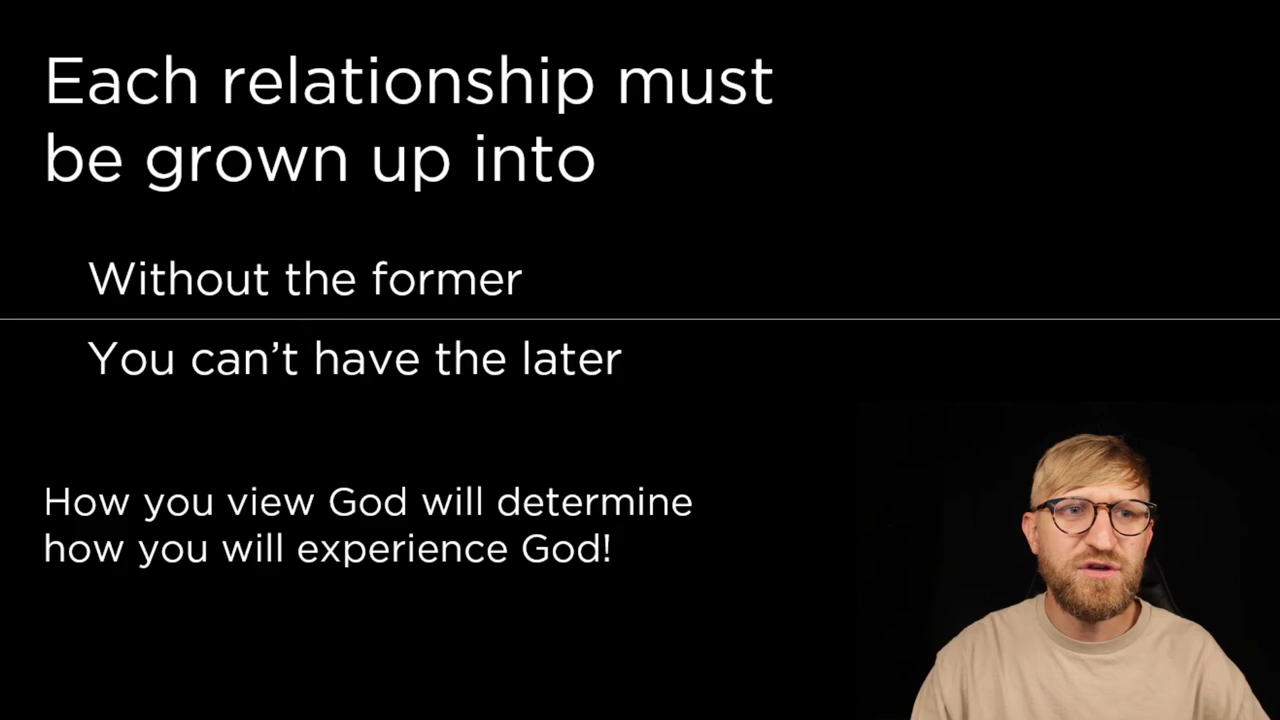 Each relationship must
be grown up into
Without the former
You can’t have the later
How you view God will determine
how you will experience God!